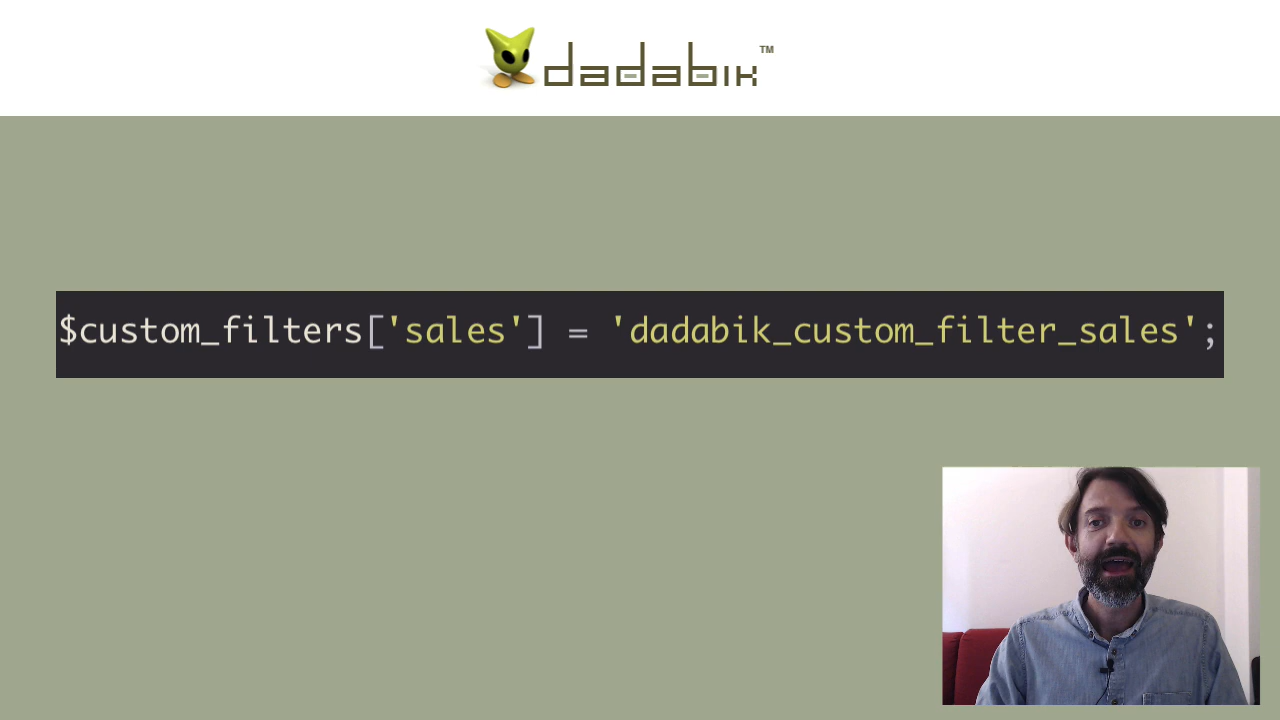 dadabik™
$custom_filters['sales'] = 'dadabik_custom_filter_sales';